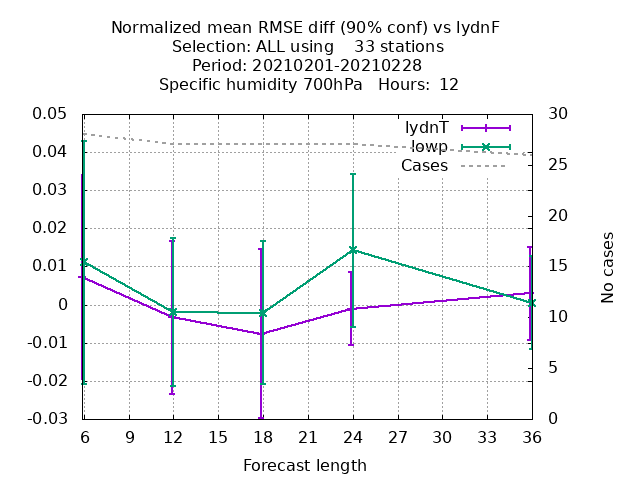 Normalized mean RMSE diff (90% conf) vs lydnF
Selection: ALL using    33 stations
Period: 20210201-20210228
Specific humidity 700hPa   Hours:  12
lydnT
lowp
Cases
0.05
0.04
0.03
0.02
0.01
0
-0.01
-0.02
-0.03
30
25
20
15
10
5
0
No cases
6 9 12 15 18 21 24 27 30 33 36
Forecast length